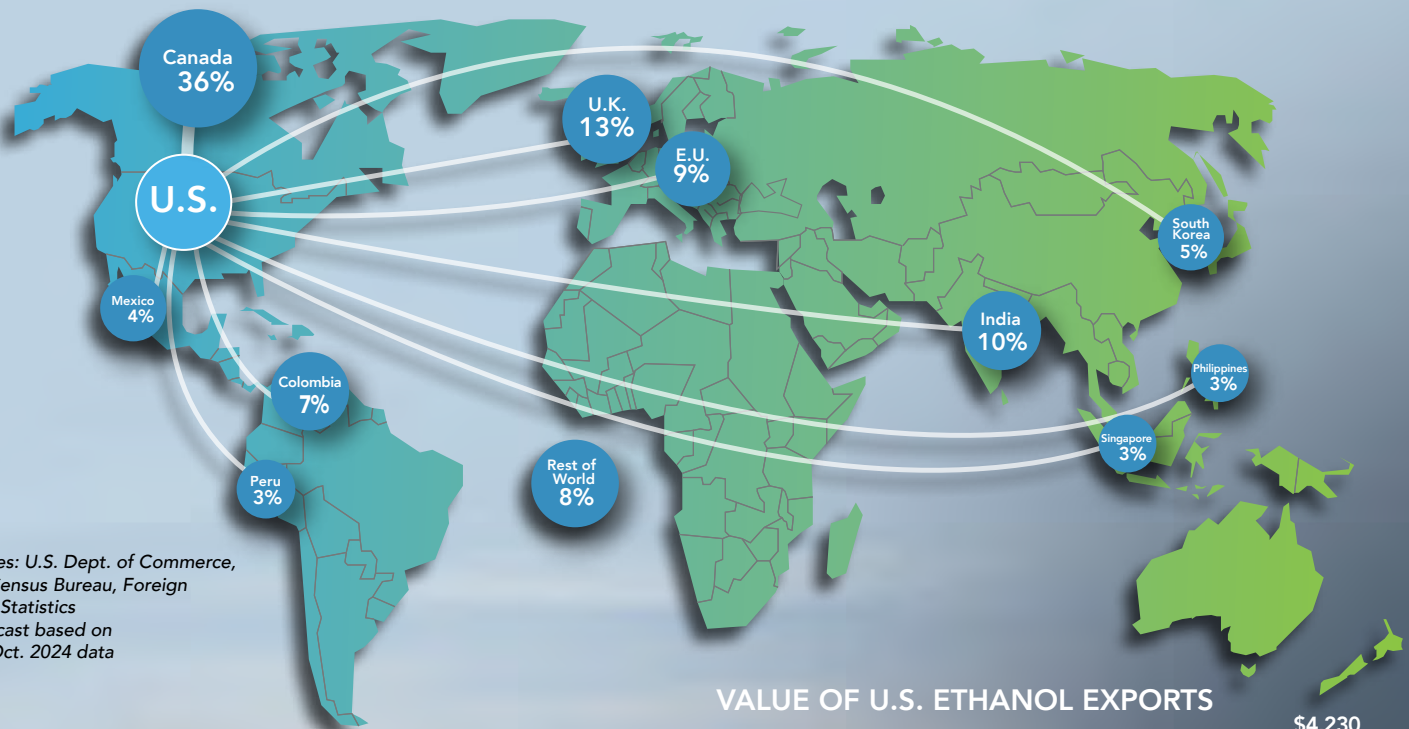 Canada
36%
U.K.
13%
E.U.
9%
U.S.
South
Korea
5%
Mexico
4%
India
10%
Colombia
7%
Philippines
3%
Singapore
3%
Peru
3%
Rest of
World
8%
es: U.S. Dept. of Commerce,
ensus Bureau, Foreign
Statistics
cast based on
Oct. 2024 data
VALUE OF U.S. ETHANOL EXPORTS
$4,230